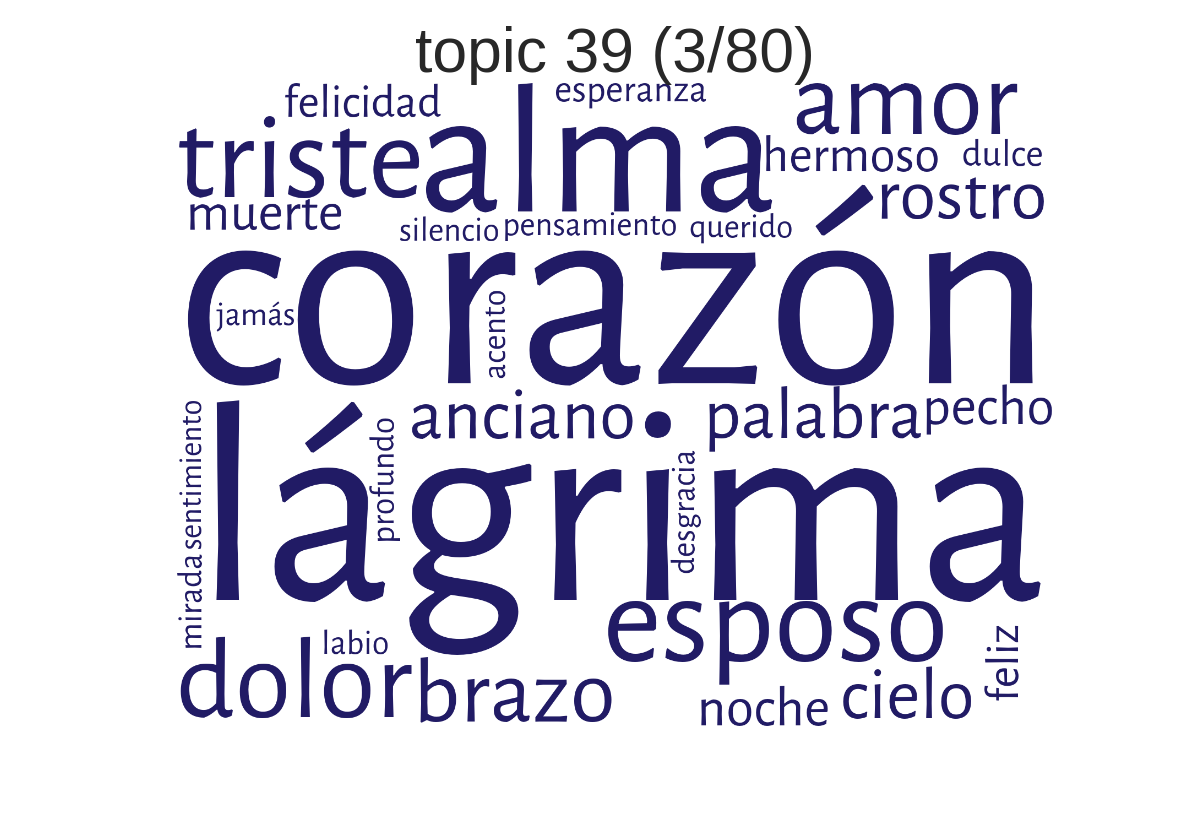 topic 39 (3/80)
felicidad
esperanza
amor
triste
alma
hermoso
dulce
muerte
rostro
silencio
pensamiento
querido
corazón
jamás
acento
anciano
palabra
pecho
lágrima
sentimiento
profundo
desgracia
mirada
esposo
labio
feliz
dolor
brazo
noche
cielo